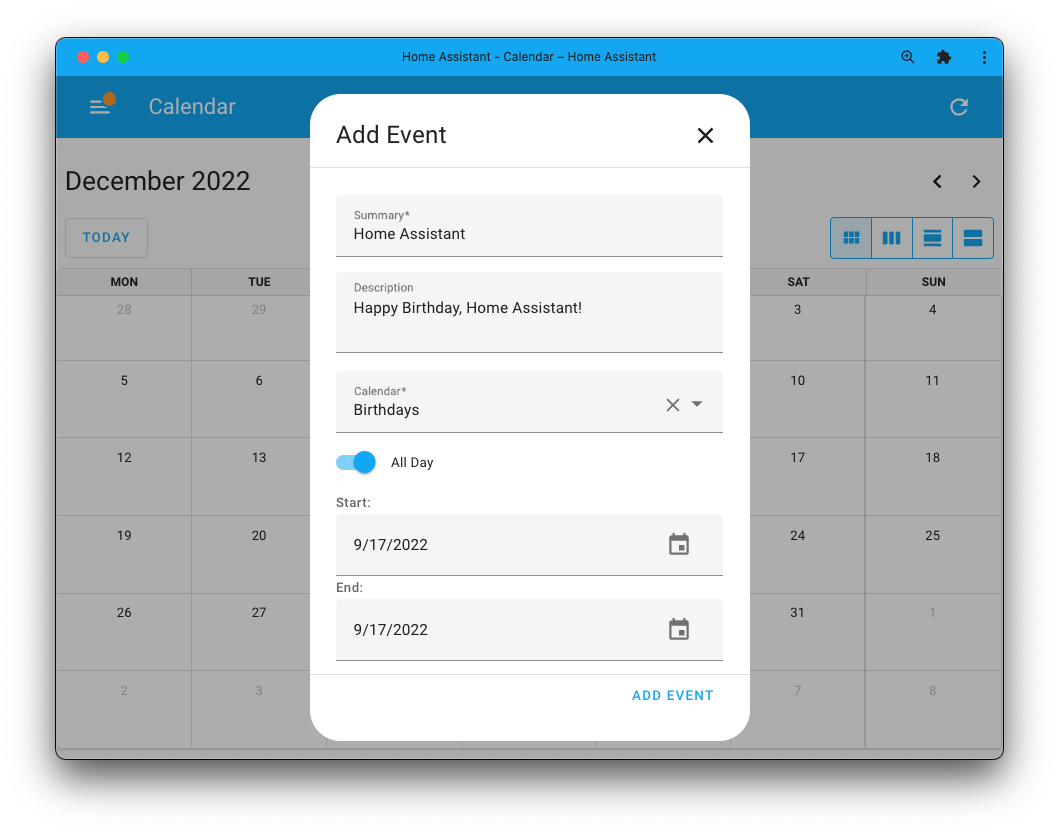 Home Assistant - Calendar – Home Assistant
Calendar
Add Event
December 2022
TODAY
Summary*
Home Assistant
Description
Happy Birthday, Home Assistant!
Calendar*
Birthdays
All Day
Start:
9/17/2022
End:
9/17/2022
ADD EVENT
MON TUE SAT SUN
28 29 3 4
5 6 10 11
12 13 17 18
19 20 24 25
26 27 31 1
2 3 7 8